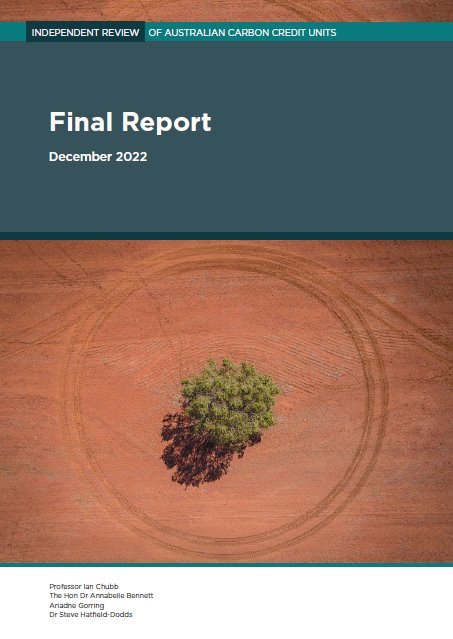 INDEPENDENT REVIEW OF AUSTRALIAN CARBON CREDIT UNITS
Final Report
December 2022
Professor Ian Chubb
The Hon Dr Annabelle Bennett
Ariadne Gorring
Dr Steve Hatfield-Dodds